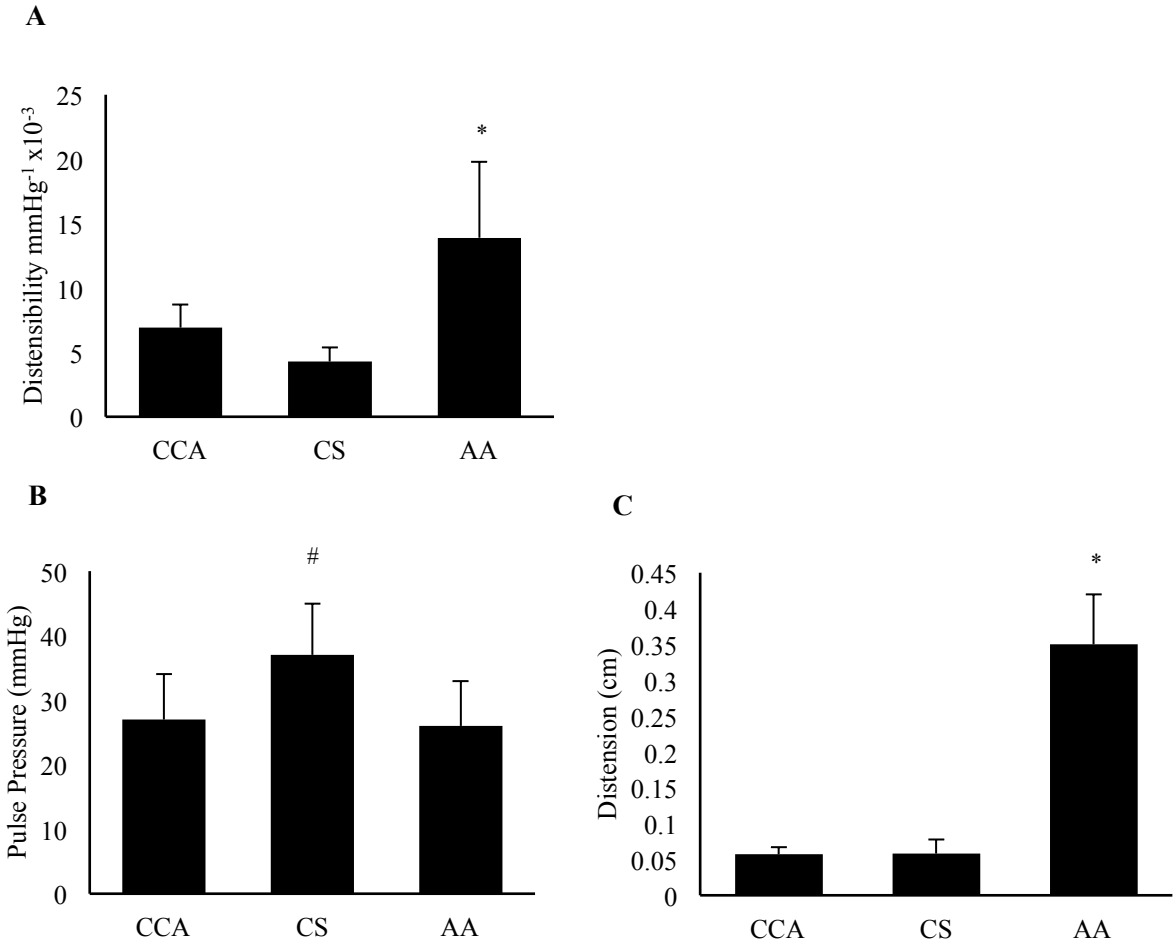 A
Distensibility mmHg⁻¹ x10⁻³
25
20
15
10
5
0
*
CCA CS AA
B
Pulse Pressure (mmHg)
50
40
30
20
10
0
#
CCA CS AA
C
Distension (cm)
0.45
0.4
0.35
0.3
0.25
0.2
0.15
0.1
0.05
0
*
CCA CS AA